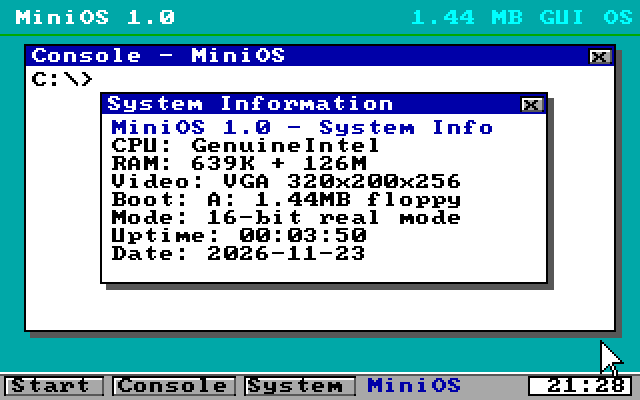 MiniOS 1.0
1.44 MB GUI OS
Console - MiniOS
C:\>
System Information
MiniOS 1.0 - System Info
CPU: GenuineIntel
RAM: 639K + 126M
Video: VGA 320x200x256
Boot: A: 1.44MB floppy
Mode: 16-bit real mode
Uptime: 00:03:50
Date: 2026-11-23
Start
Console
System
MiniOS
21:28